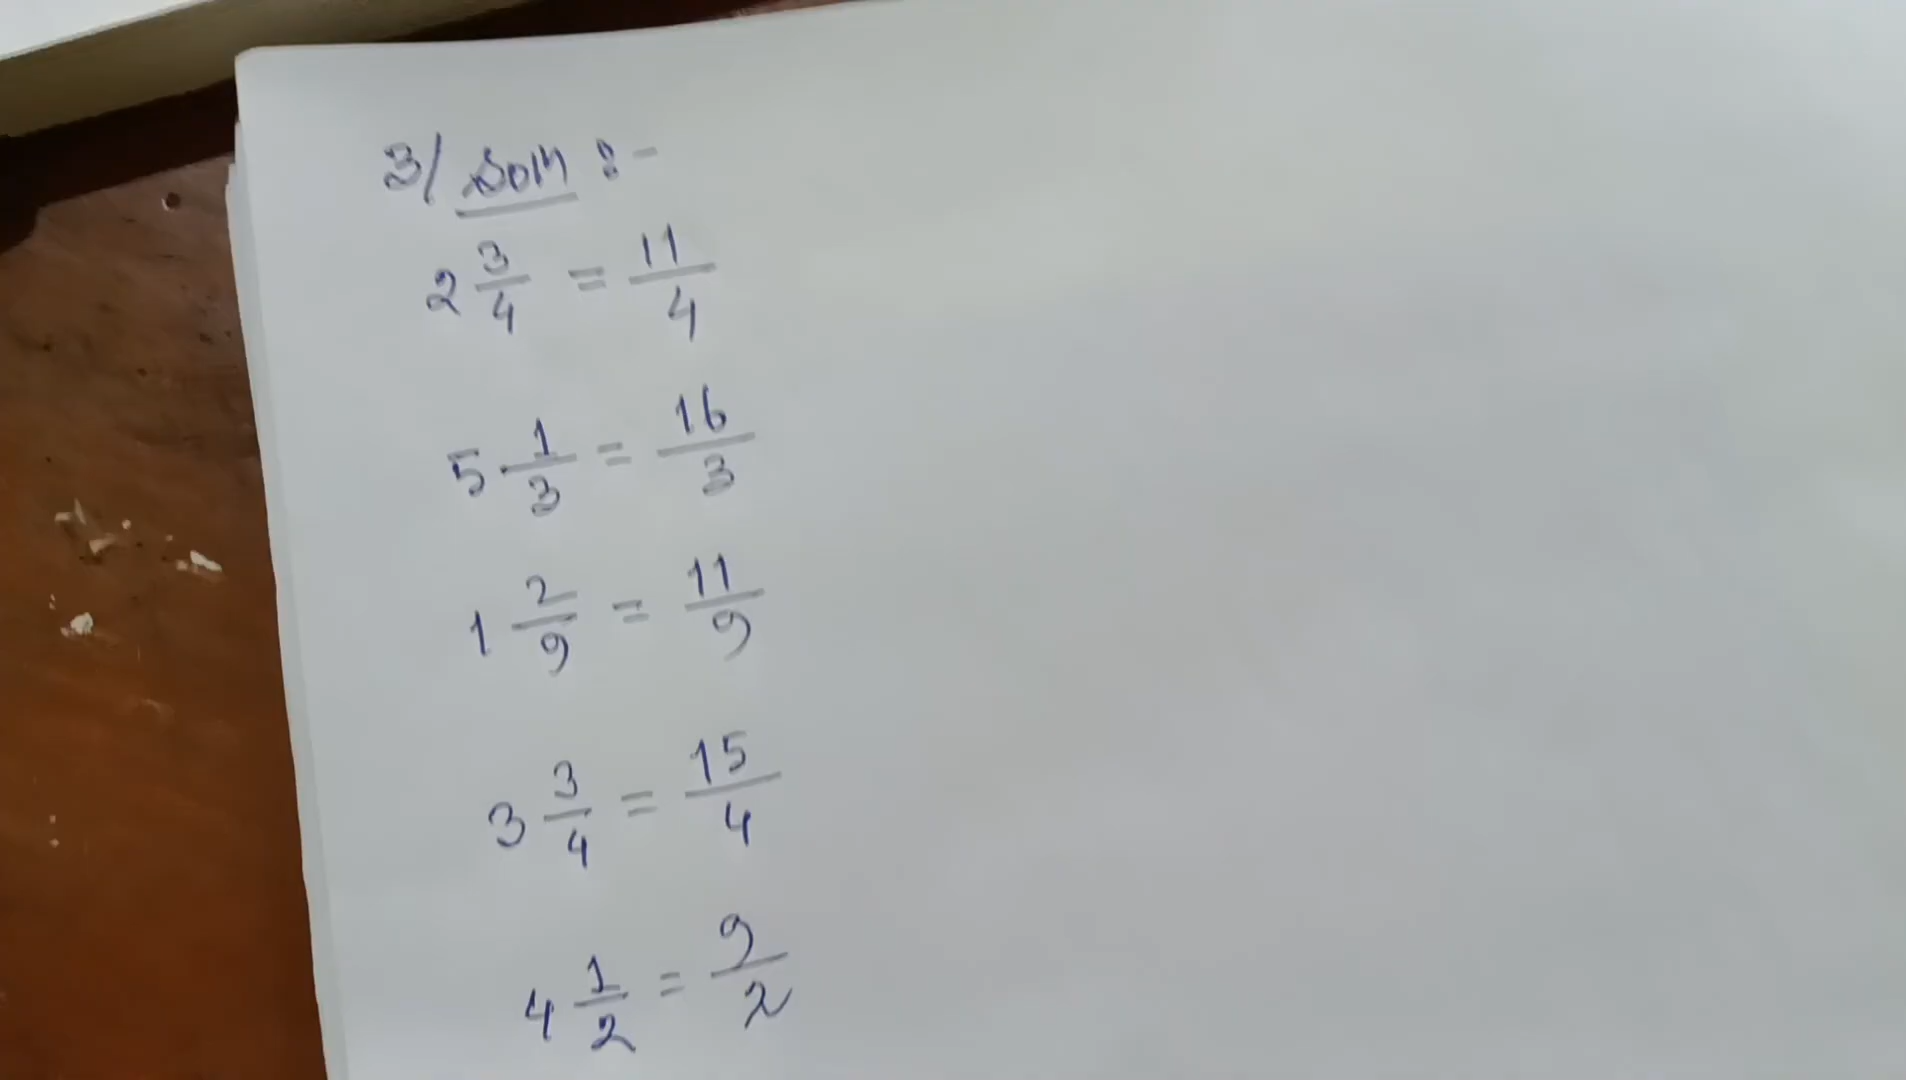 3/ Soln :-
2 3/4 = 11/4
5 1/3 = 16/3
1 2/9 = 11/9
3 3/4 = 15/4
4 1/2 = 9/2